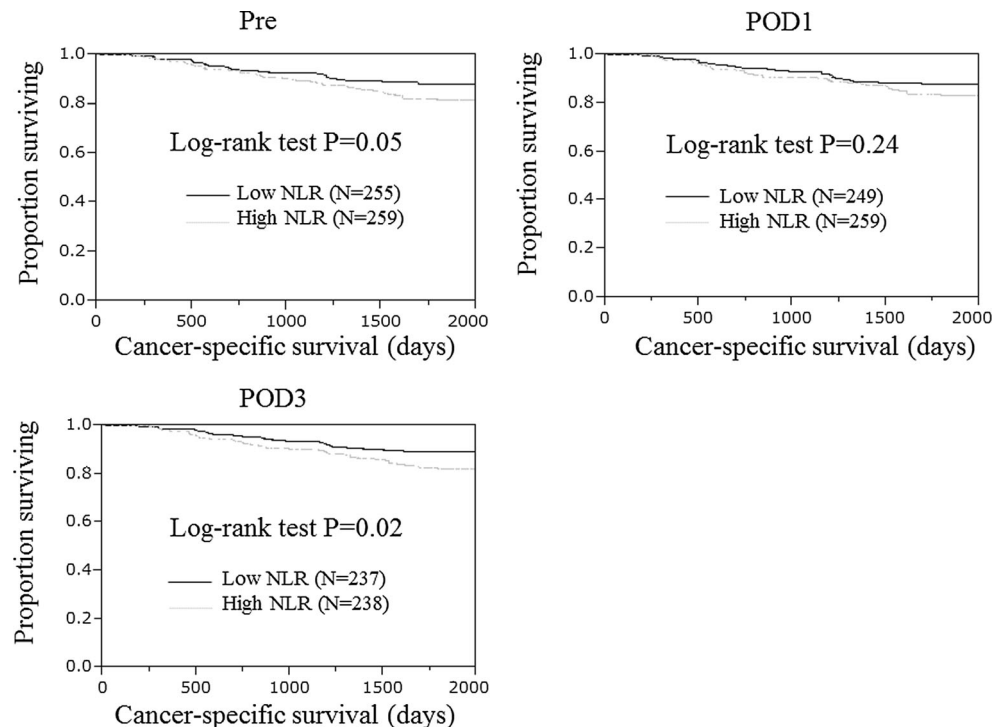 Pre
Proportion surviving
1.0
0.8
0.6
0.4
0.2
0.0
Log-rank test P=0.05
Low NLR (N=255)
High NLR (N=259)
0 500 1000 1500 2000
Cancer-specific survival (days)
POD1
Proportion surviving
1.0
0.8
0.6
0.4
0.2
0.0
Log-rank test P=0.24
Low NLR (N=249)
High NLR (N=259)
0 500 1000 1500 2000
Cancer-specific survival (days)
POD3
Proportion surviving
1.0
0.8
0.6
0.4
0.2
0.0
Log-rank test P=0.02
Low NLR (N=237)
High NLR (N=238)
0 500 1000 1500 2000
Cancer-specific survival (days)